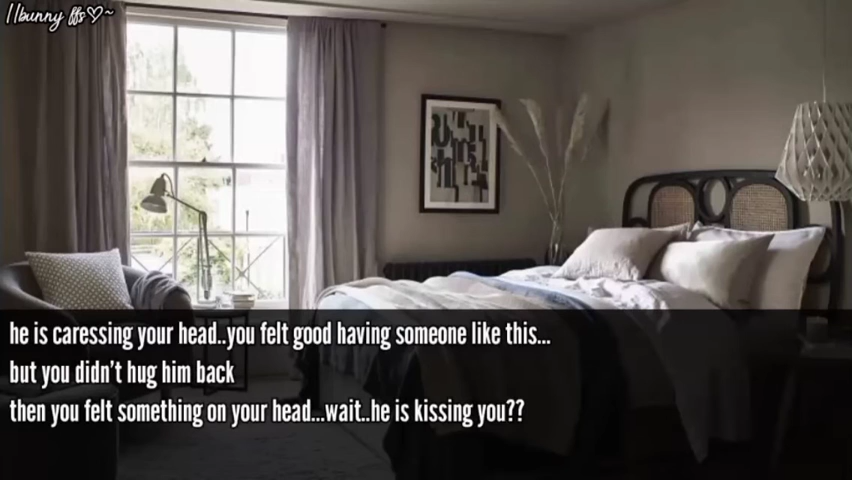 //bunny ffs♡~
he is caressing your head..you felt good having someone like this...
but you didn't hug him back
then you felt something on your head...wait..he is kissing you??